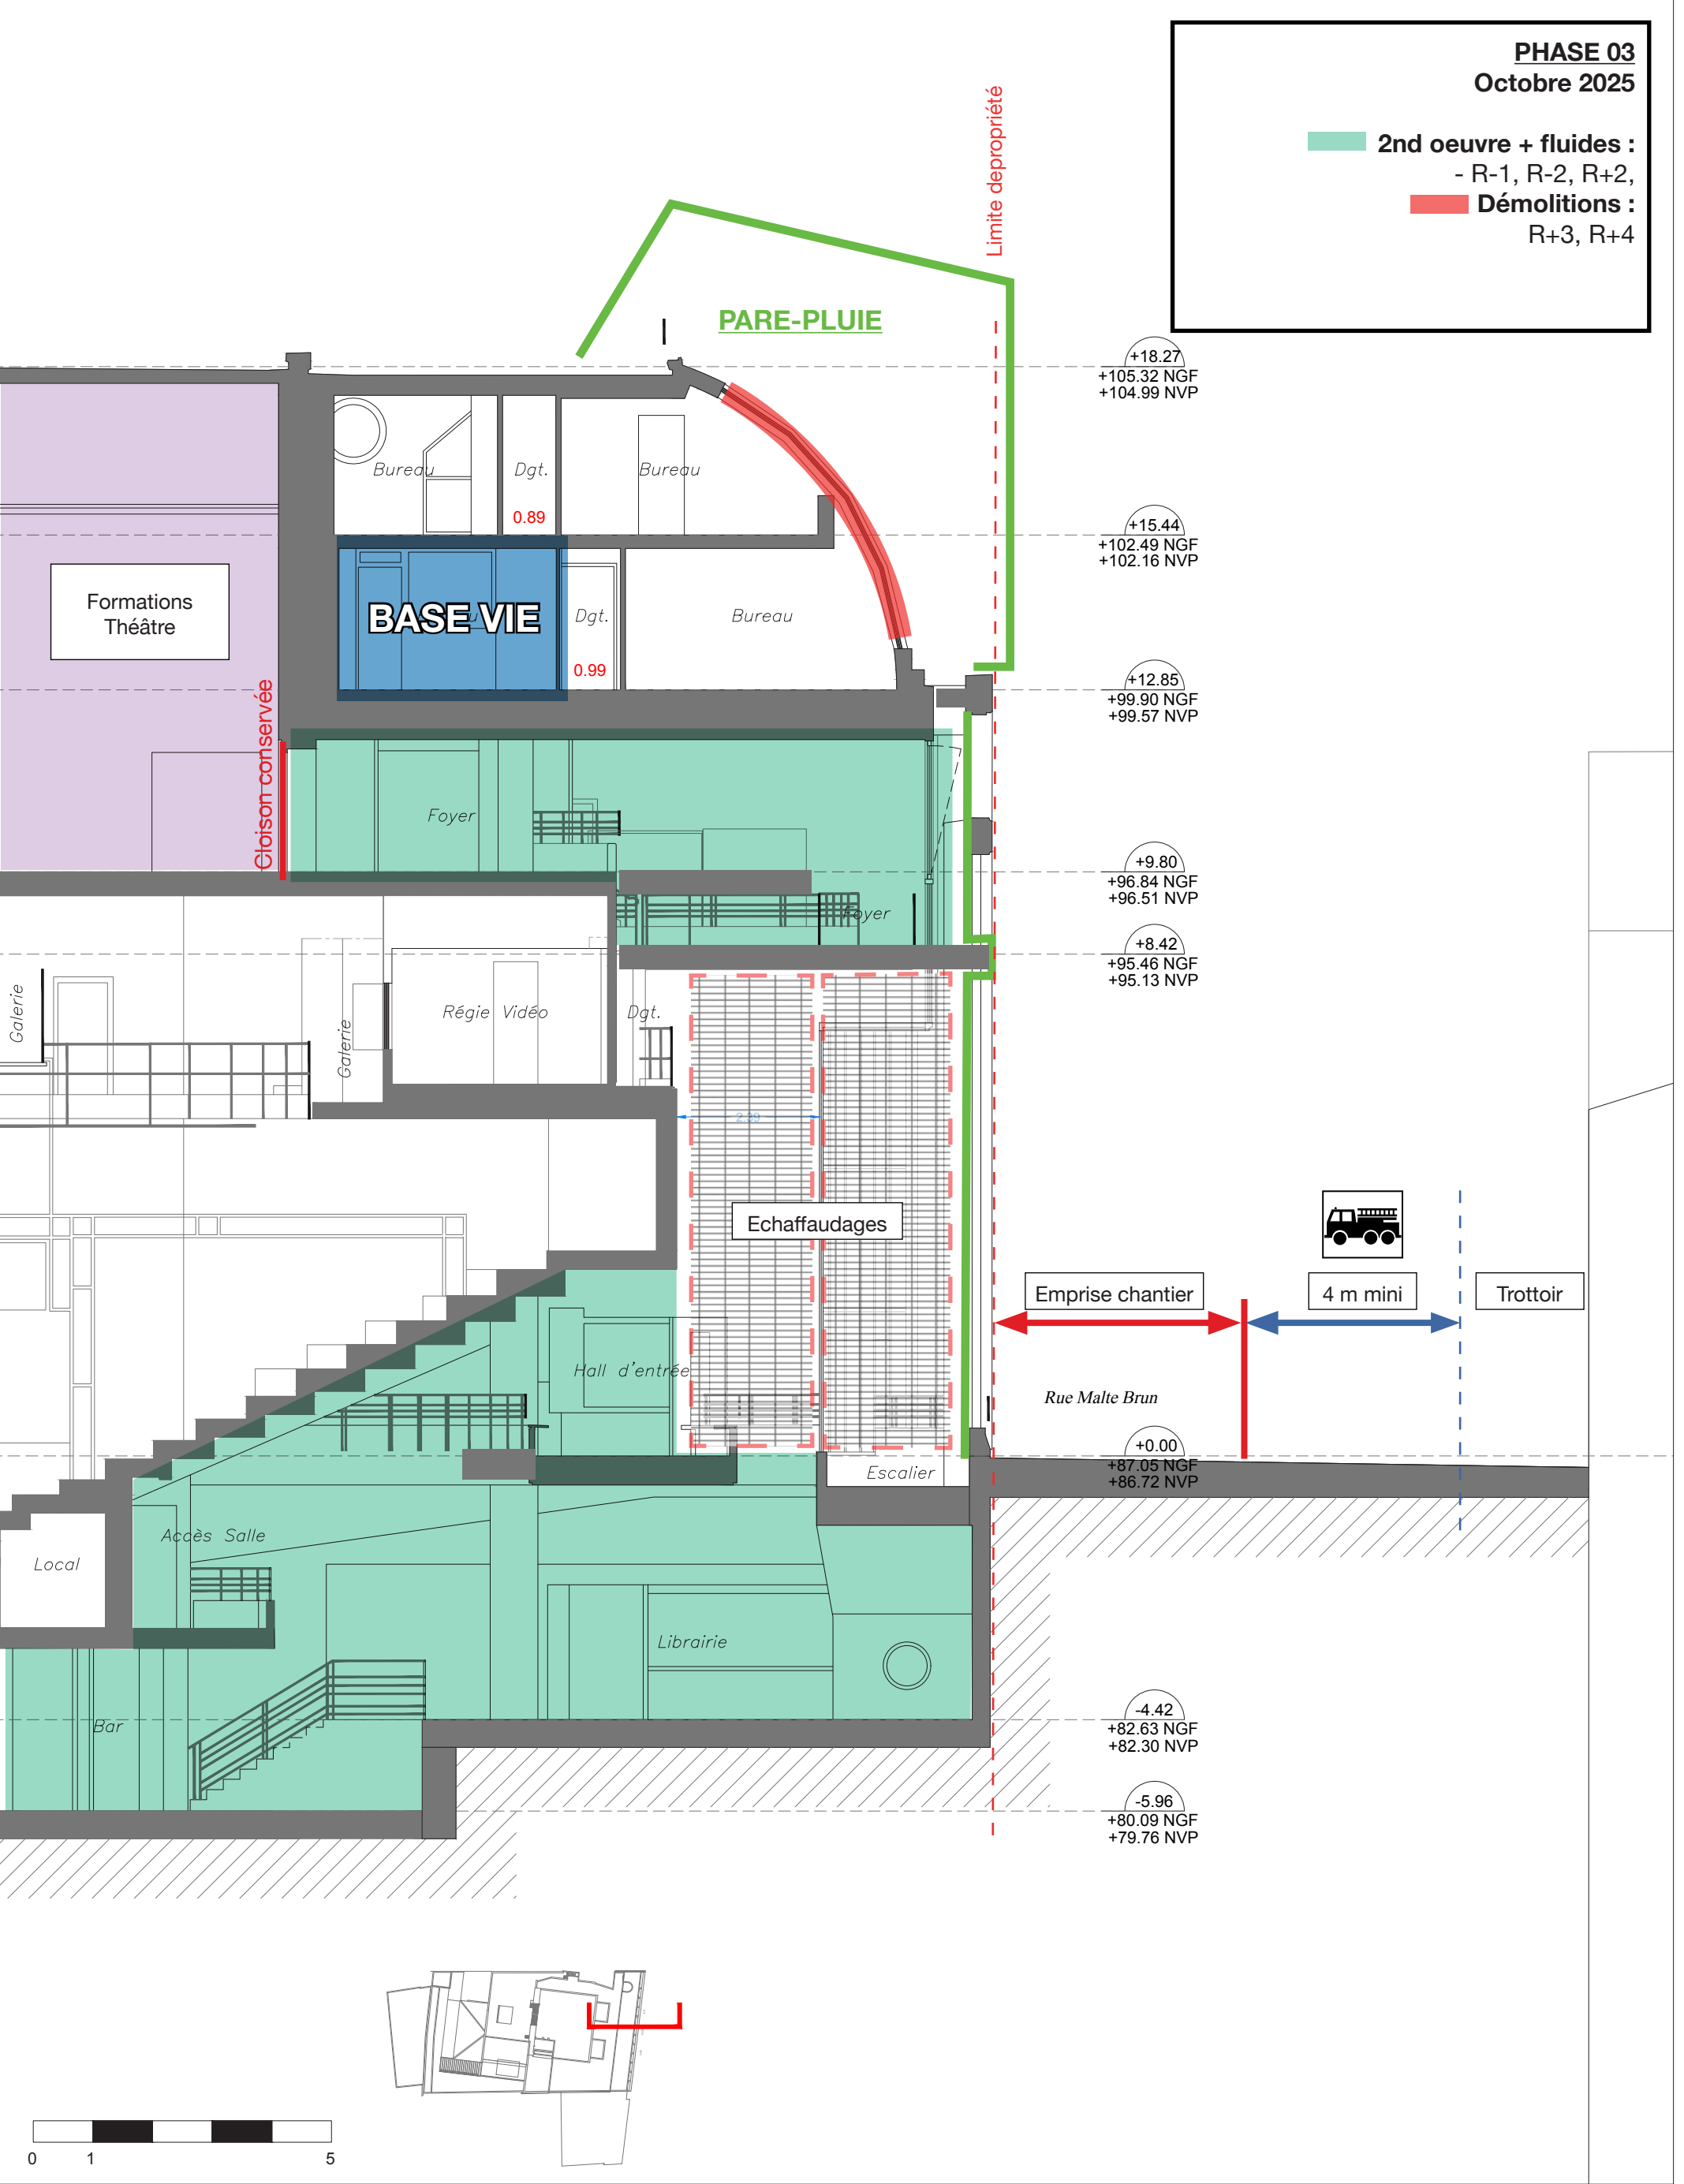 PHASE 03
Octobre 2025
2nd oeuvre + fluides :
- R-1, R-2, R+2,
Démolitions :
R+3, R+4
Limite depropriété
PARE-PLUIE
+18.27
+105.32 NGF
+104.99 NVP
Bureau
Dgt.
Bureau
0.89
+15.44
+102.49 NGF
+102.16 NVP
Formations
Théâtre
BASE VIE
Dgt.
Bureau
0.99
+12.85
+99.90 NGF
+99.57 NVP
Cloison conservée
Foyer
+9.80
+96.84 NGF
+96.51 NVP
Foyer
+8.42
+95.46 NGF
+95.13 NVP
Galerie
Galerie
Régie Vidéo
Dgt.
2.39
Echaffaudages
Emprise chantier
4 m mini
Trottoir
Hall d'entrée
Rue Malte Brun
+0.00
+87.05 NGF
+86.72 NVP
Escalier
Accès Salle
Local
Librairie
Bar
-4.42
+82.63 NGF
+82.30 NVP
-5.96
+80.09 NGF
+79.76 NVP
0
1
5